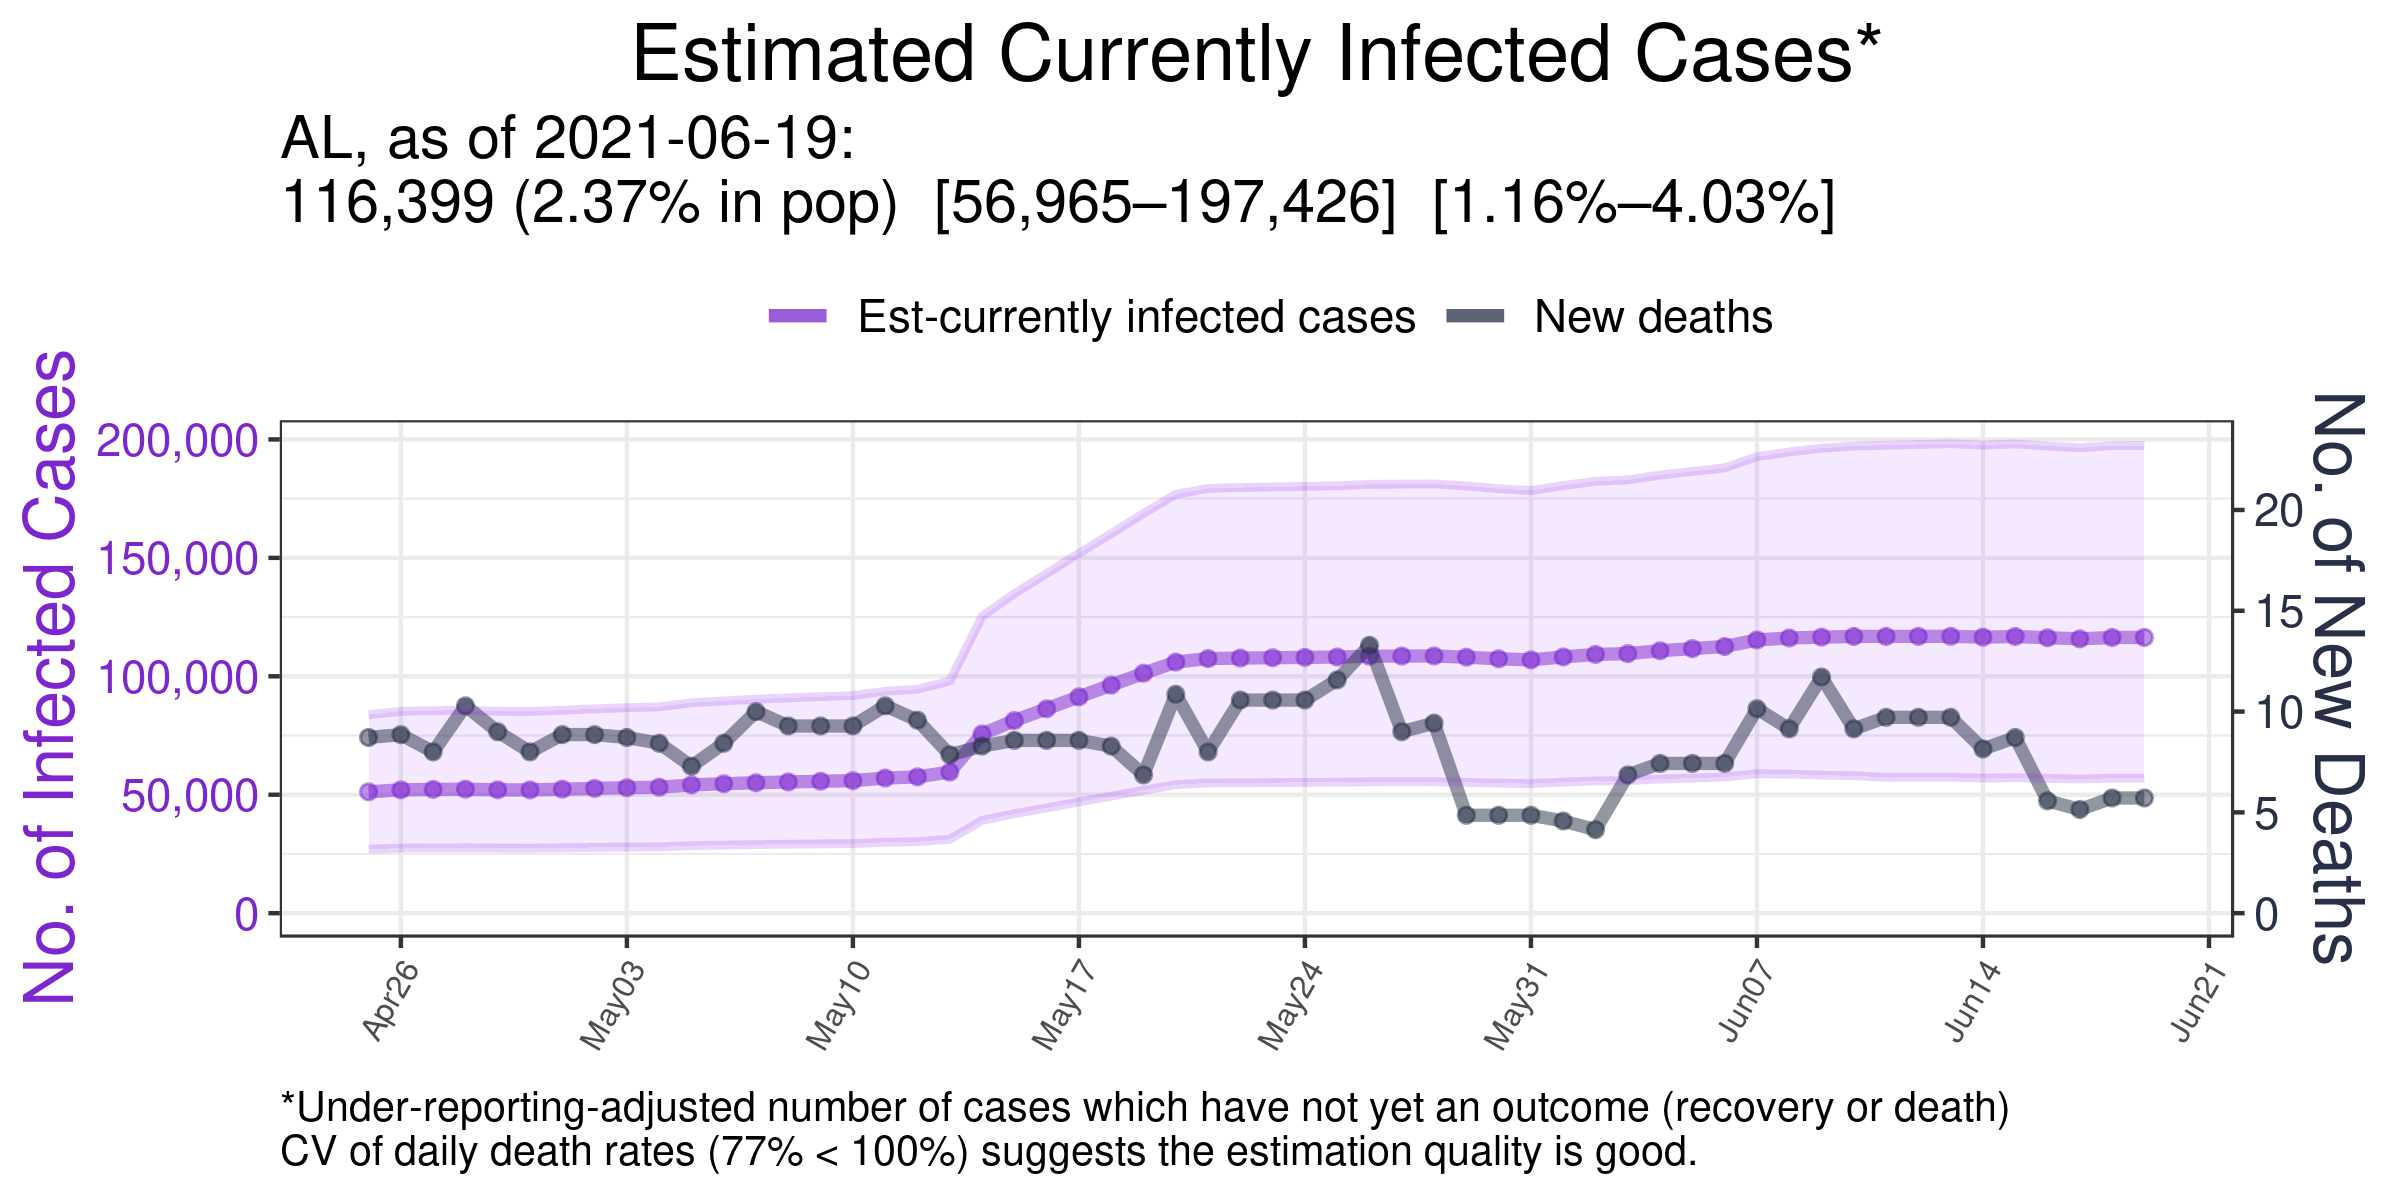 Estimated Currently Infected Cases*
AL, as of 2021-06-19:
116,399 (2.37% in pop)  [56,965–197,426]  [1.16%–4.03%]
Est-currently infected cases
New deaths
No. of Infected Cases
200,000
150,000
100,000
50,000
0
No. of New Deaths
20
15
10
5
0
Apr26
May03
May10
May17
May24
May31
Jun07
Jun14
Jun21
*Under-reporting-adjusted number of cases which have not yet an outcome (recovery or death)
CV of daily death rates (77% < 100%) suggests the estimation quality is good.